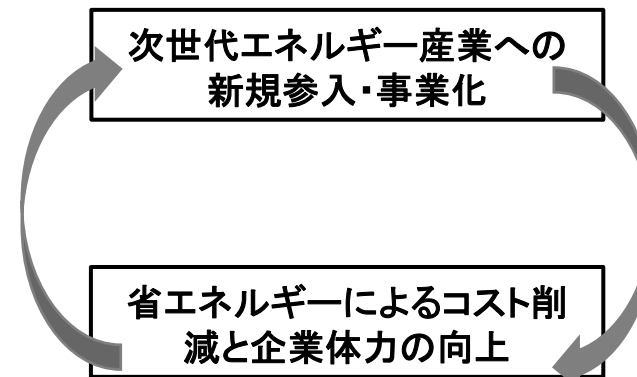 次世代エネルギー産業への
新規参入・事業化
省エネルギーによるコスト削
減と企業体力の向上